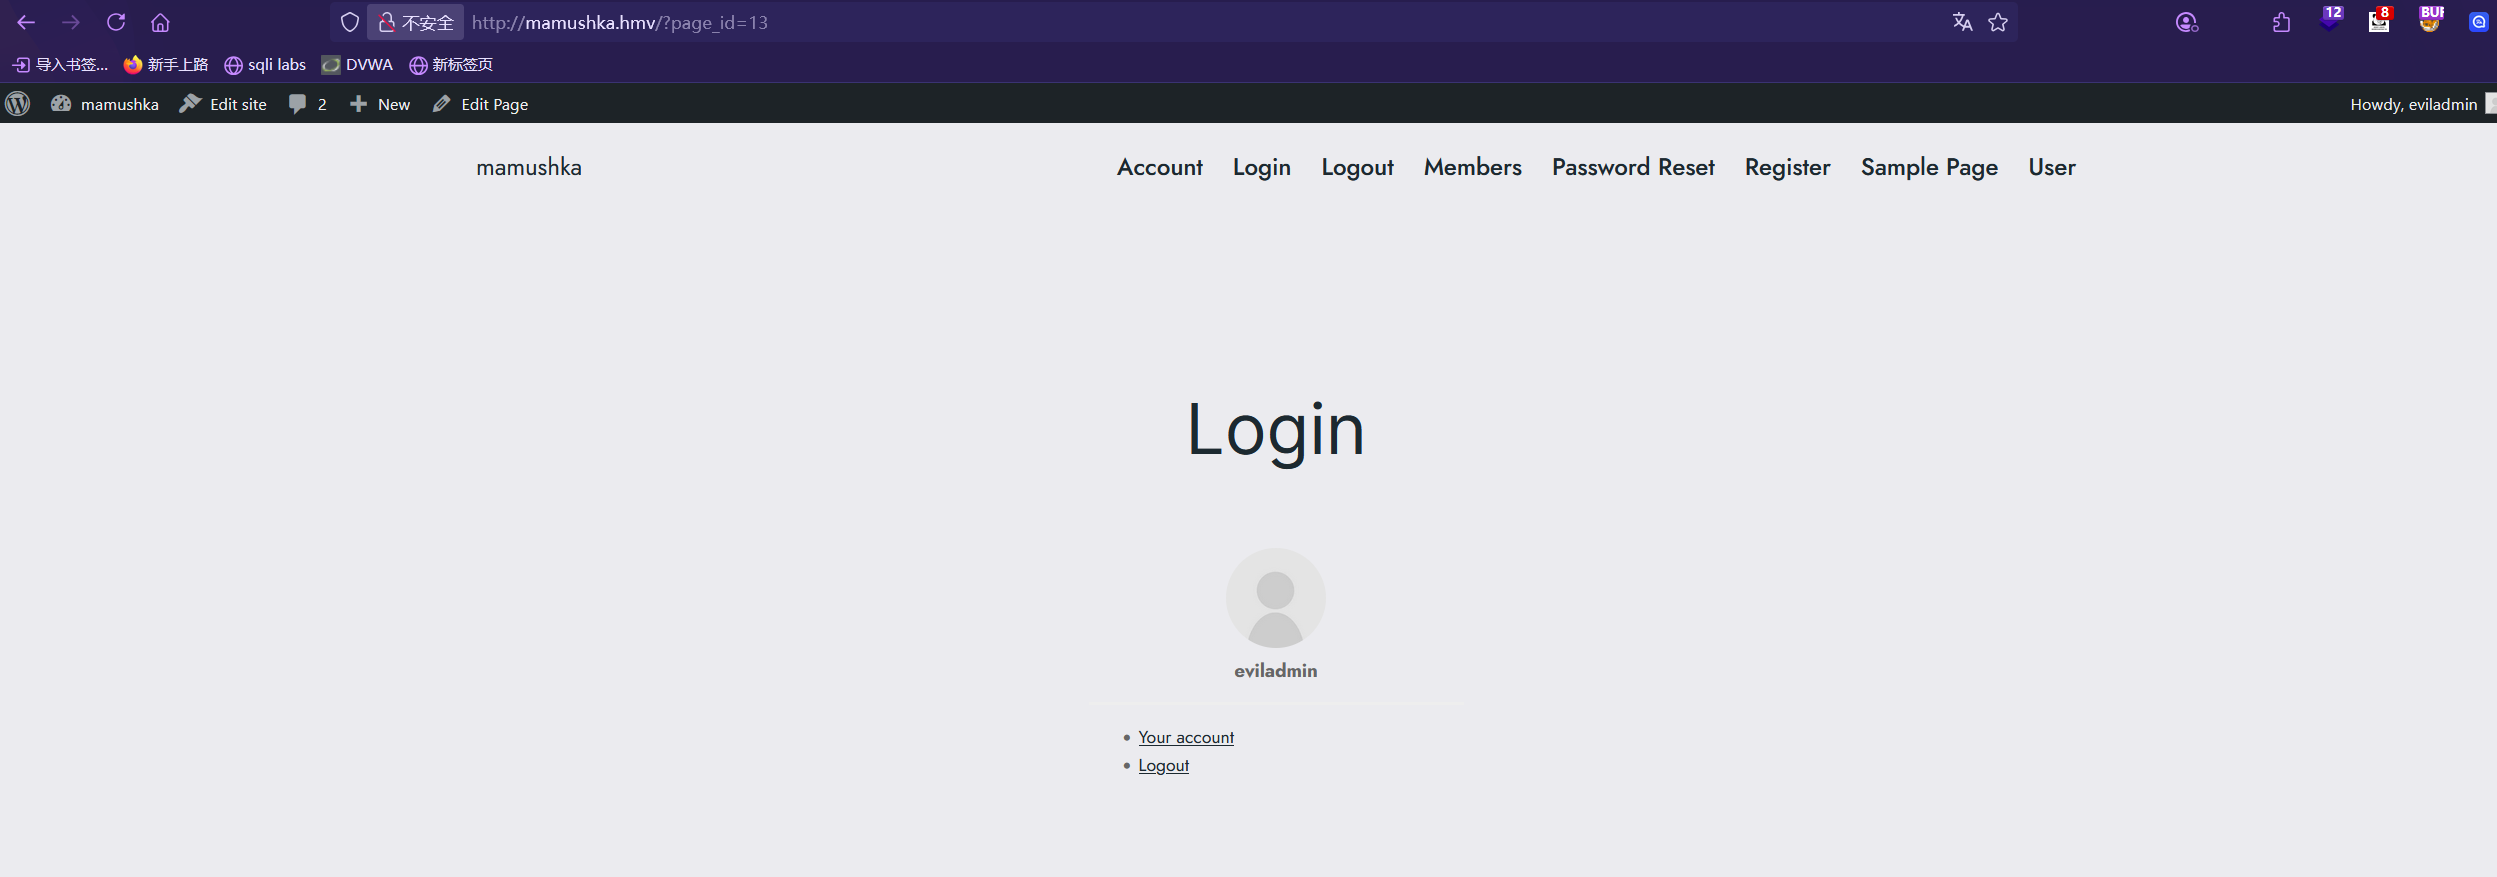 不安全 http://mamushka.hmv/?page_id=13 12 8 BUF
导入书签... 新手上路 sqli labs DVWA 新标签页
mamushka Edit site 2 New Edit Page Howdy, eviladmin
mamushka Account Login Logout Members Password Reset Register Sample Page User
Login
eviladmin
Your account
Logout